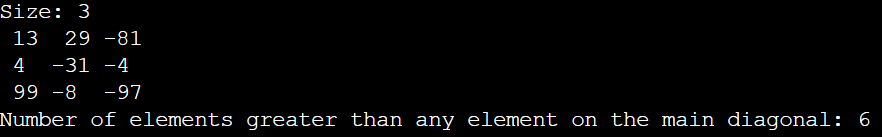 Size: 3
13 29 -81
4 -31 -4
99 -8 -97
Number of elements greater than any element on the main diagonal: 6